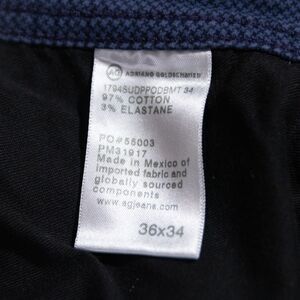 AG ADRIANO GOLDSCHMIED
1794SUDPPODBMT 34
97% COTTON
3% ELASTANE
PO#55003
PM31917
Made in Mexico of
imported fabric and
globally sourced
components
www.agjeans.com
36x34